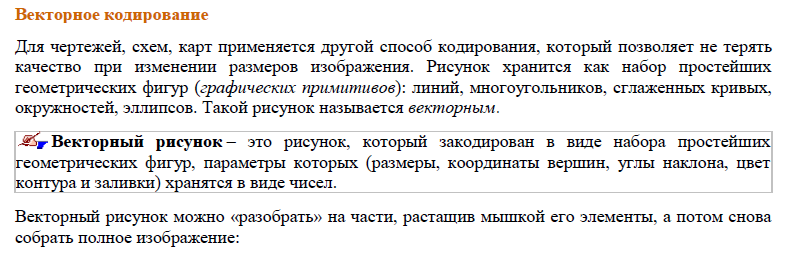 Векторное кодирование
Для чертежей, схем, карт применяется другой способ кодирования, который позволяет не терять
качество при изменении размеров изображения. Рисунок хранится как набор простейших
геометрических фигур (графических примитивов): линий, многоугольников, сглаженных кривых,
окружностей, эллипсов. Такой рисунок называется векторным.
Векторный рисунок – это рисунок, который закодирован в виде набора простейших
геометрических фигур, параметры которых (размеры, координаты вершин, углы наклона, цвет
контура и заливки) хранятся в виде чисел.
Векторный рисунок можно «разобрать» на части, растащив мышкой его элементы, а потом снова
собрать полное изображение: